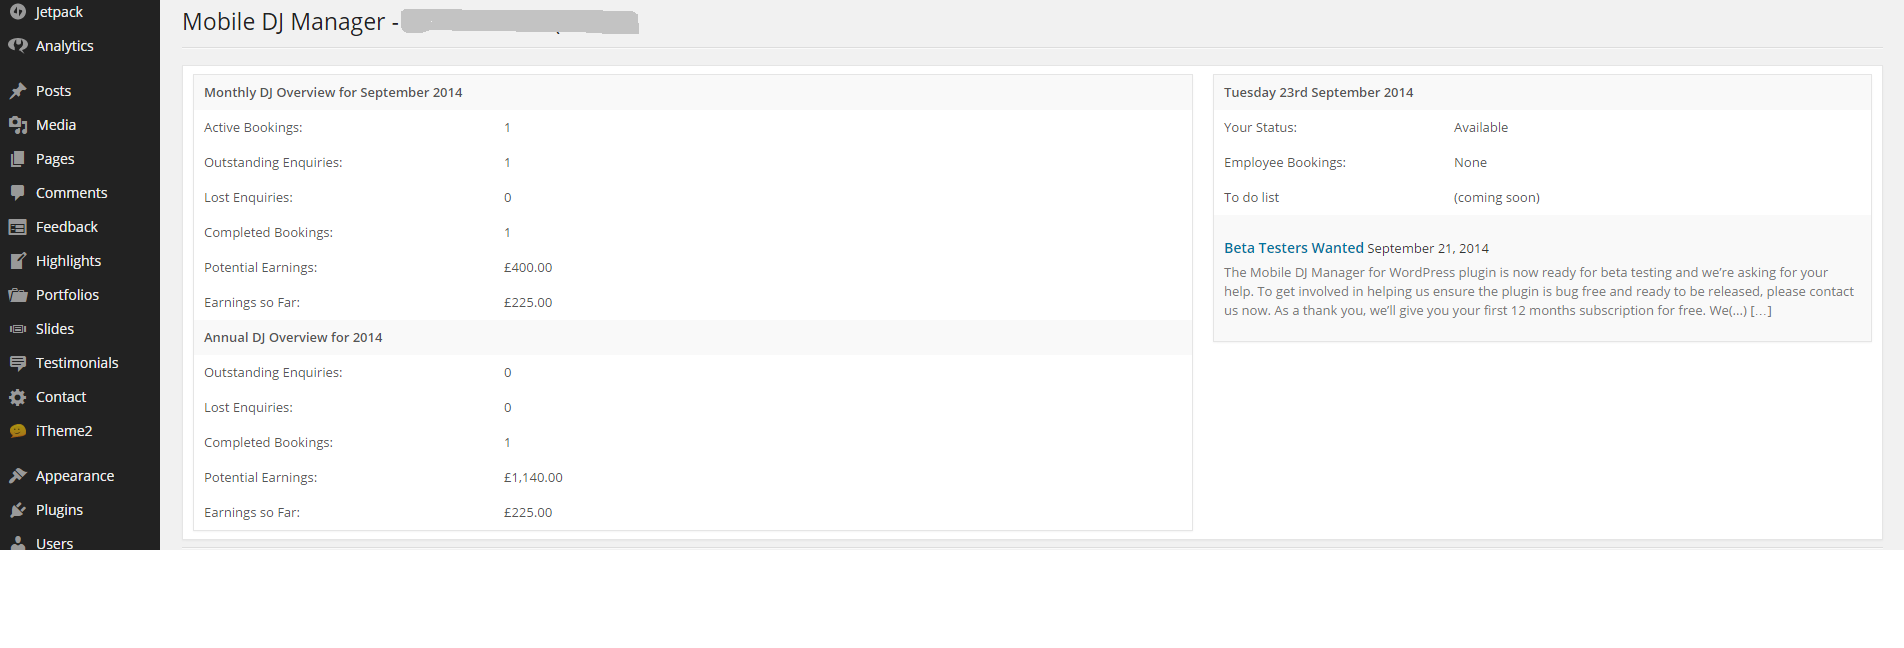 Jetpack
Analytics
Posts
Media
Pages
Comments
Feedback
Highlights
Portfolios
Slides
Testimonials
Contact
iTheme2
Appearance
Plugins
Users
Mobile DJ Manager -
Monthly DJ Overview for September 2014
Active Bookings: 1
Outstanding Enquiries: 1
Lost Enquiries: 0
Completed Bookings: 1
Potential Earnings: £400.00
Earnings so Far: £225.00
Annual DJ Overview for 2014
Outstanding Enquiries: 0
Lost Enquiries: 0
Completed Bookings: 1
Potential Earnings: £1,140.00
Earnings so Far: £225.00
Tuesday 23rd September 2014
Your Status: Available
Employee Bookings: None
To do list (coming soon)
Beta Testers Wanted September 21, 2014
The Mobile DJ Manager for WordPress plugin is now ready for beta testing and we’re asking for your
help. To get involved in helping us ensure the plugin is bug free and ready to be released, please contact
us now. As a thank you, we’ll give you your first 12 months subscription for free. We(...) […]